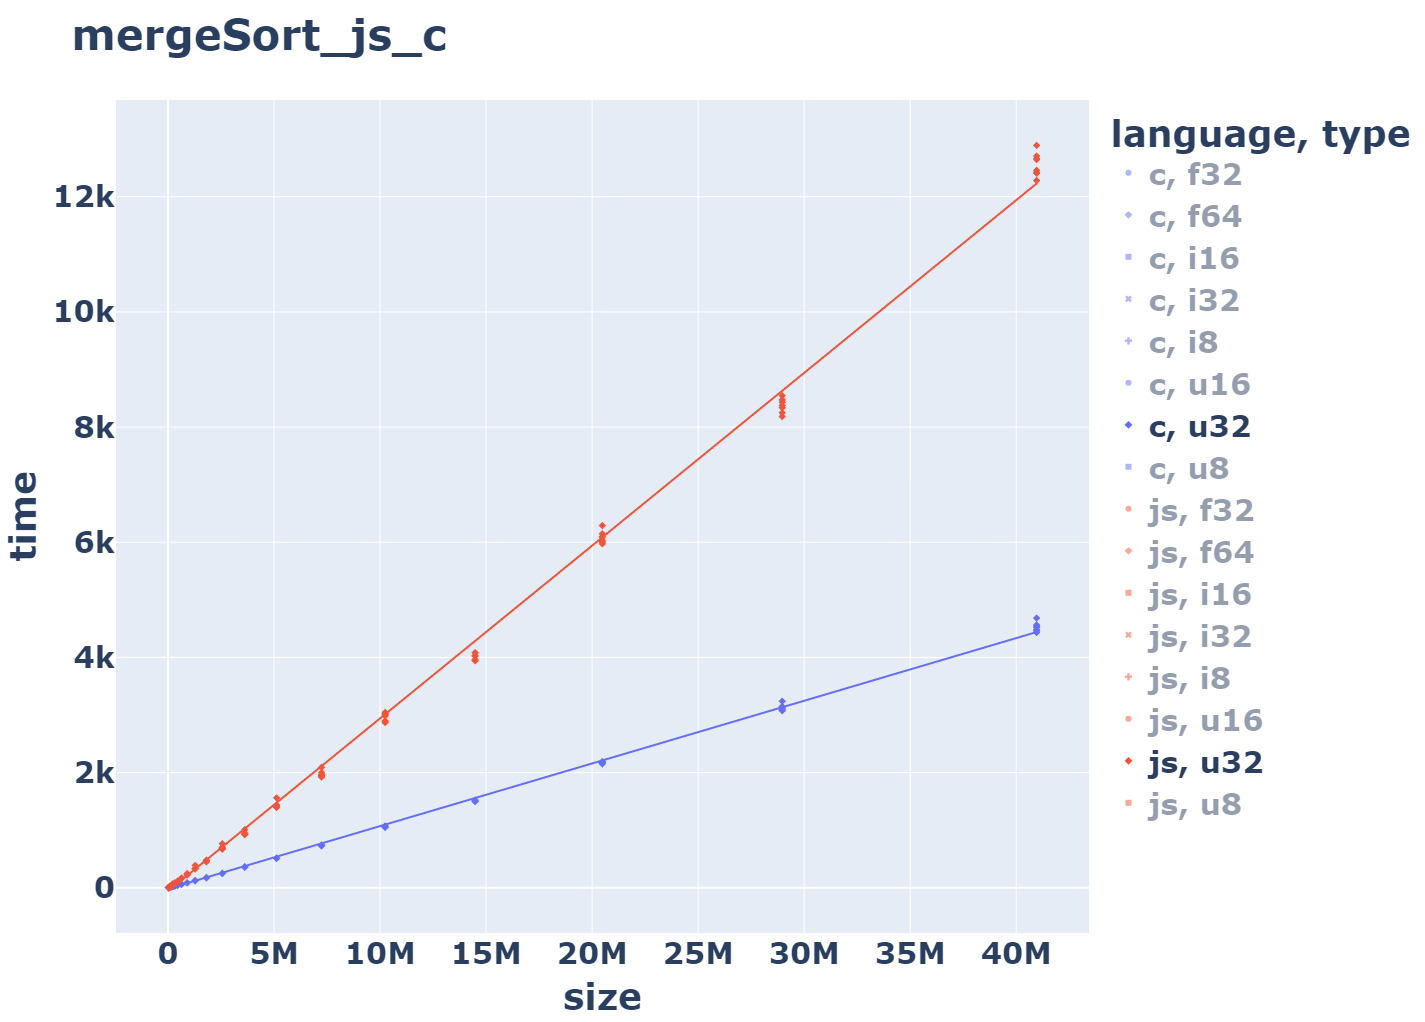 mergeSort_js_c
language, type
c, f32
c, f64
c, i16
c, i32
c, i8
c, u16
c, u32
c, u8
js, f32
js, f64
js, i16
js, i32
js, i8
js, u16
js, u32
js, u8
12k
10k
8k
6k
4k
2k
0
time
0 5M 10M 15M 20M 25M 30M 35M 40M
size